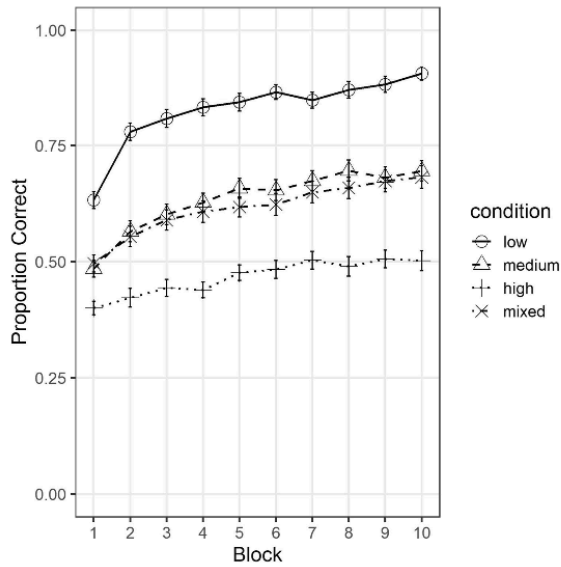 1.00
0.75
0.50
0.25
0.00
Proportion Correct
1 2 3 4 5 6 7 8 9 10
Block
condition
low
medium
high
mixed